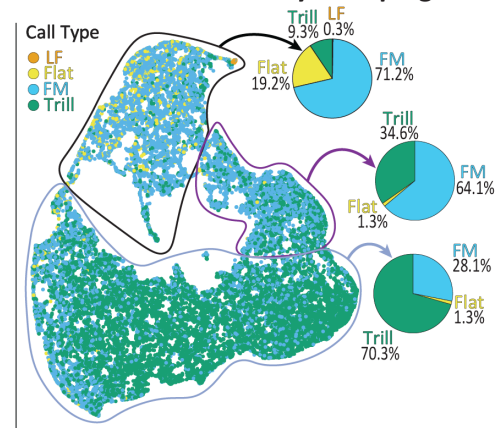 Call Type
LF
Flat
FM
Trill
Trill LF
9.3% 0.3%
Flat
19.2%
FM
71.2%
Trill
34.6%
FM
64.1%
Flat
1.3%
FM
28.1%
Flat
1.3%
Trill
70.3%